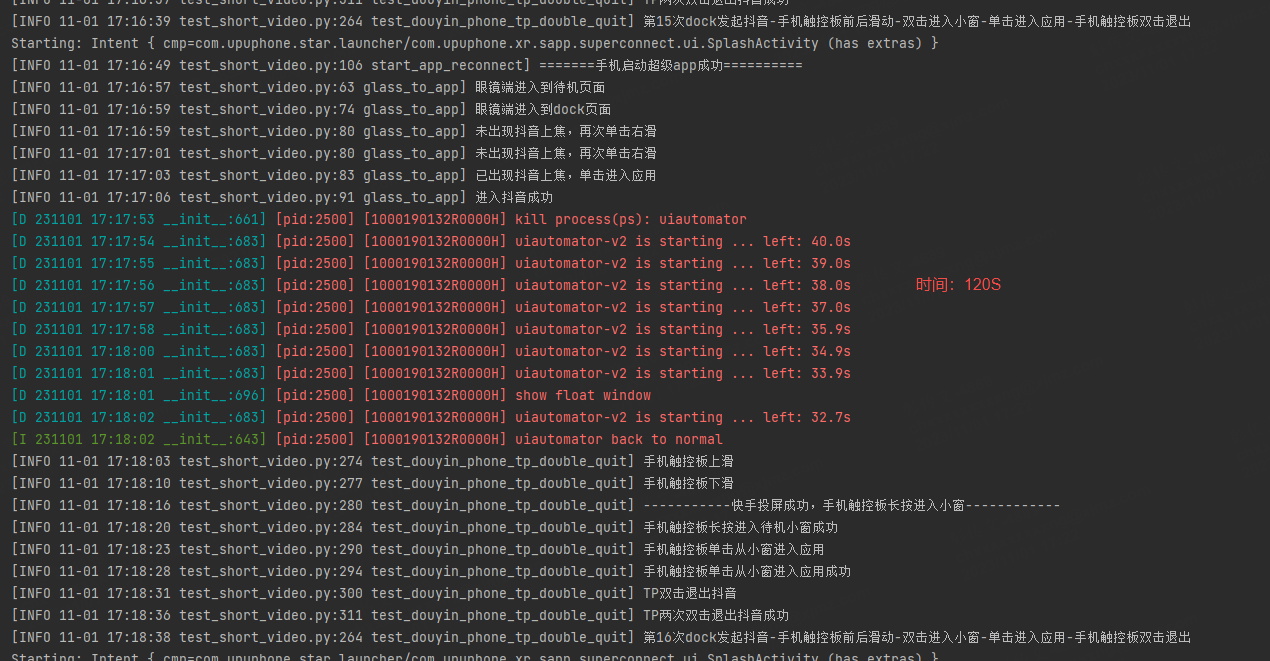 [INFO 11-01 17:16:37 test_short_video.py:311 test_douyin_phone_tp_double_quit] TP两次双击退出抖音成功
[INFO 11-01 17:16:39 test_short_video.py:264 test_douyin_phone_tp_double_quit] 第15次dock发起抖音-手机触控板前后滑动-双击进入小窗-单击进入应用-手机触控板双击退出
Starting: Intent { cmp=com.upuphone.star.launcher/com.upuphone.xr.sapp.superconnect.ui.SplashActivity (has extras) }
[INFO 11-01 17:16:49 test_short_video.py:106 start_app_reconnect] =======手机启动超级app成功==========
[INFO 11-01 17:16:57 test_short_video.py:63 glass_to_app] 眼镜端进入到待机页面
[INFO 11-01 17:16:59 test_short_video.py:74 glass_to_app] 眼镜端进入到dock页面
[INFO 11-01 17:16:59 test_short_video.py:80 glass_to_app] 未出现抖音上焦，再次单击右滑
[INFO 11-01 17:17:01 test_short_video.py:80 glass_to_app] 未出现抖音上焦，再次单击右滑
[INFO 11-01 17:17:03 test_short_video.py:83 glass_to_app] 已出现抖音上焦，单击进入应用
[INFO 11-01 17:17:06 test_short_video.py:91 glass_to_app] 进入抖音成功
[D 231101 17:17:53 __init__:661] [pid:2500] [1000190132R0000H] kill process(ps): uiautomator
[D 231101 17:17:54 __init__:683] [pid:2500] [1000190132R0000H] uiautomator-v2 is starting ... left: 40.0s
[D 231101 17:17:55 __init__:683] [pid:2500] [1000190132R0000H] uiautomator-v2 is starting ... left: 39.0s
[D 231101 17:17:56 __init__:683] [pid:2500] [1000190132R0000H] uiautomator-v2 is starting ... left: 38.0s
时间：120S
[D 231101 17:17:57 __init__:683] [pid:2500] [1000190132R0000H] uiautomator-v2 is starting ... left: 37.0s
[D 231101 17:17:58 __init__:683] [pid:2500] [1000190132R0000H] uiautomator-v2 is starting ... left: 35.9s
[D 231101 17:18:00 __init__:683] [pid:2500] [1000190132R0000H] uiautomator-v2 is starting ... left: 34.9s
[D 231101 17:18:01 __init__:683] [pid:2500] [1000190132R0000H] uiautomator-v2 is starting ... left: 33.9s
[D 231101 17:18:01 __init__:696] [pid:2500] [1000190132R0000H] show float window
[D 231101 17:18:02 __init__:683] [pid:2500] [1000190132R0000H] uiautomator-v2 is starting ... left: 32.7s
[I 231101 17:18:02 __init__:643] [pid:2500] [1000190132R0000H] uiautomator back to normal
[INFO 11-01 17:18:03 test_short_video.py:274 test_douyin_phone_tp_double_quit] 手机触控板上滑
[INFO 11-01 17:18:10 test_short_video.py:277 test_douyin_phone_tp_double_quit] 手机触控板下滑
[INFO 11-01 17:18:16 test_short_video.py:280 test_douyin_phone_tp_double_quit] -----------快手投屏成功，手机触控板长按进入小窗------------
[INFO 11-01 17:18:20 test_short_video.py:284 test_douyin_phone_tp_double_quit] 手机触控板长按进入待机小窗成功
[INFO 11-01 17:18:23 test_short_video.py:290 test_douyin_phone_tp_double_quit] 手机触控板单击从小窗进入应用
[INFO 11-01 17:18:28 test_short_video.py:294 test_douyin_phone_tp_double_quit] 手机触控板单击从小窗进入应用成功
[INFO 11-01 17:18:31 test_short_video.py:300 test_douyin_phone_tp_double_quit] TP双击退出抖音
[INFO 11-01 17:18:36 test_short_video.py:311 test_douyin_phone_tp_double_quit] TP两次双击退出抖音成功
[INFO 11-01 17:18:38 test_short_video.py:264 test_douyin_phone_tp_double_quit] 第16次dock发起抖音-手机触控板前后滑动-双击进入小窗-单击进入应用-手机触控板双击退出
Starting: Intent { cmp=com.upuphone.star.launcher/com.upuphone.xr.sapp.superconnect.ui.SplashActivity (has extras) }